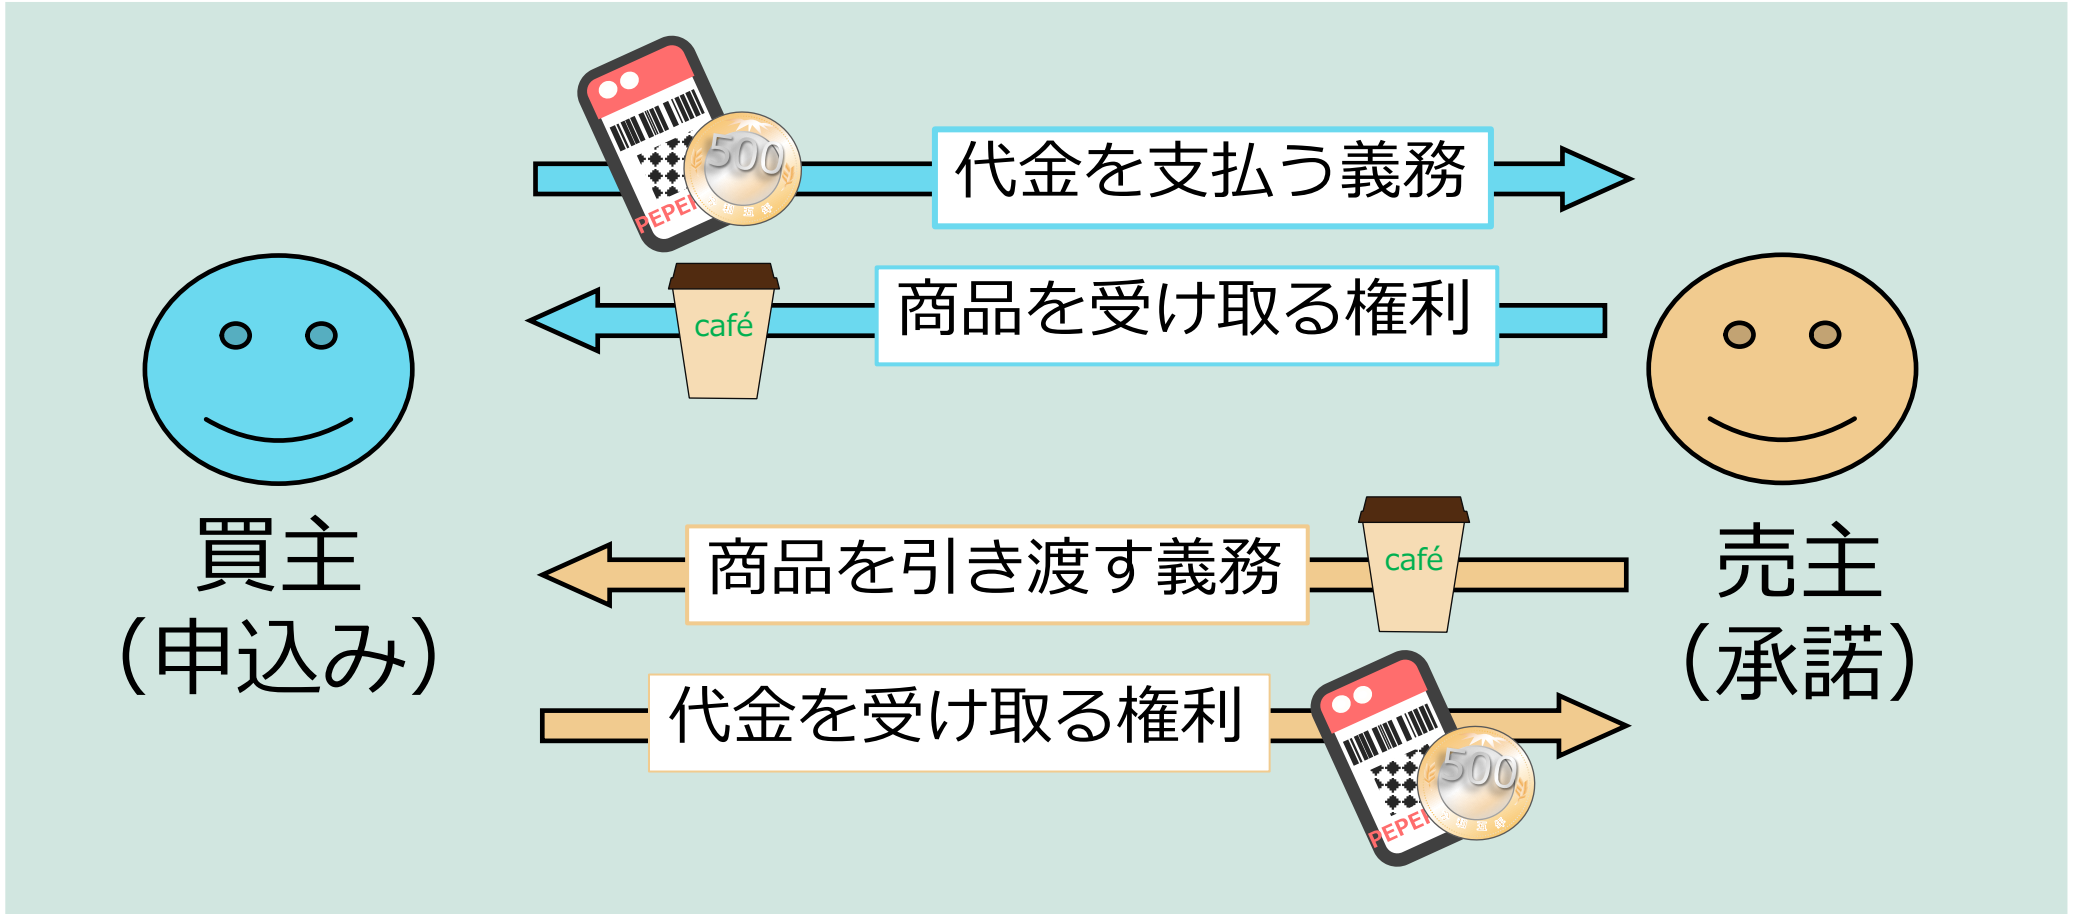 代金を支払う義務
500
商品を受け取る権利
café
買主
(申込み)
売主
(承諾)
商品を引き渡す義務
café
代金を受け取る権利
500